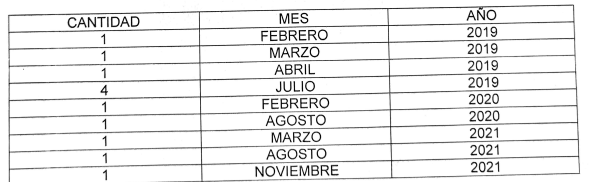 CANTIDAD MES AÑO
1 FEBRERO 2019
1 MARZO 2019
1 ABRIL 2019
4 JULIO 2019
1 FEBRERO 2020
1 AGOSTO 2020
1 MARZO 2021
1 AGOSTO 2021
1 NOVIEMBRE 2021